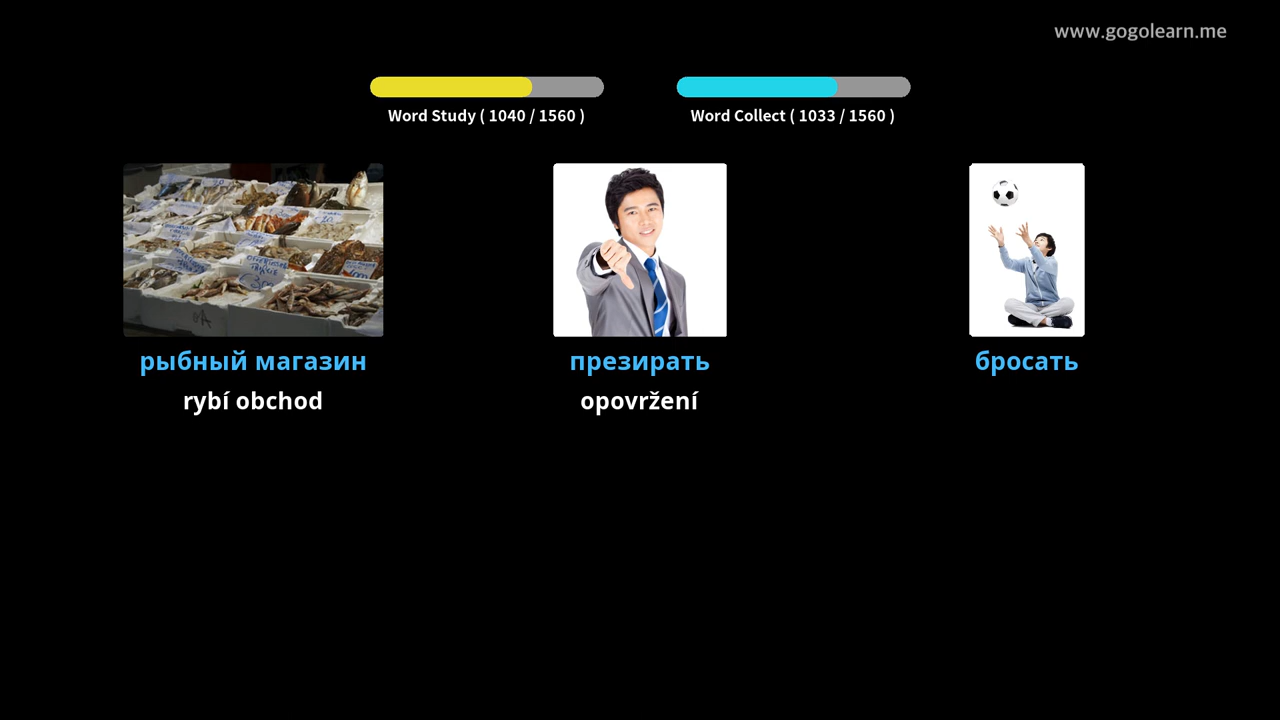 www.gogolearn.me
Word Study ( 1040 / 1560 )
Word Collect ( 1033 / 1560 )
рыбный магазин
rybí obchod
презирать
opovržení
бросать